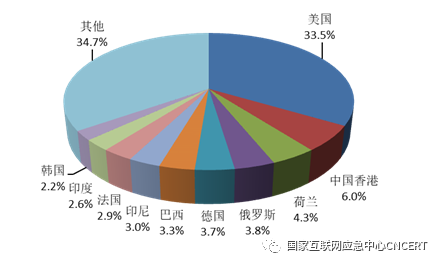 其他
34.7%
美国
33.5%
韩国
2.2%
印度
2.6%
法国
2.9%
印尼
3.0%
巴西
3.3%
德国
3.7%
俄罗斯
3.8%
荷兰
4.3%
中国香港
6.0%
国家互联网应急中心CNCERT